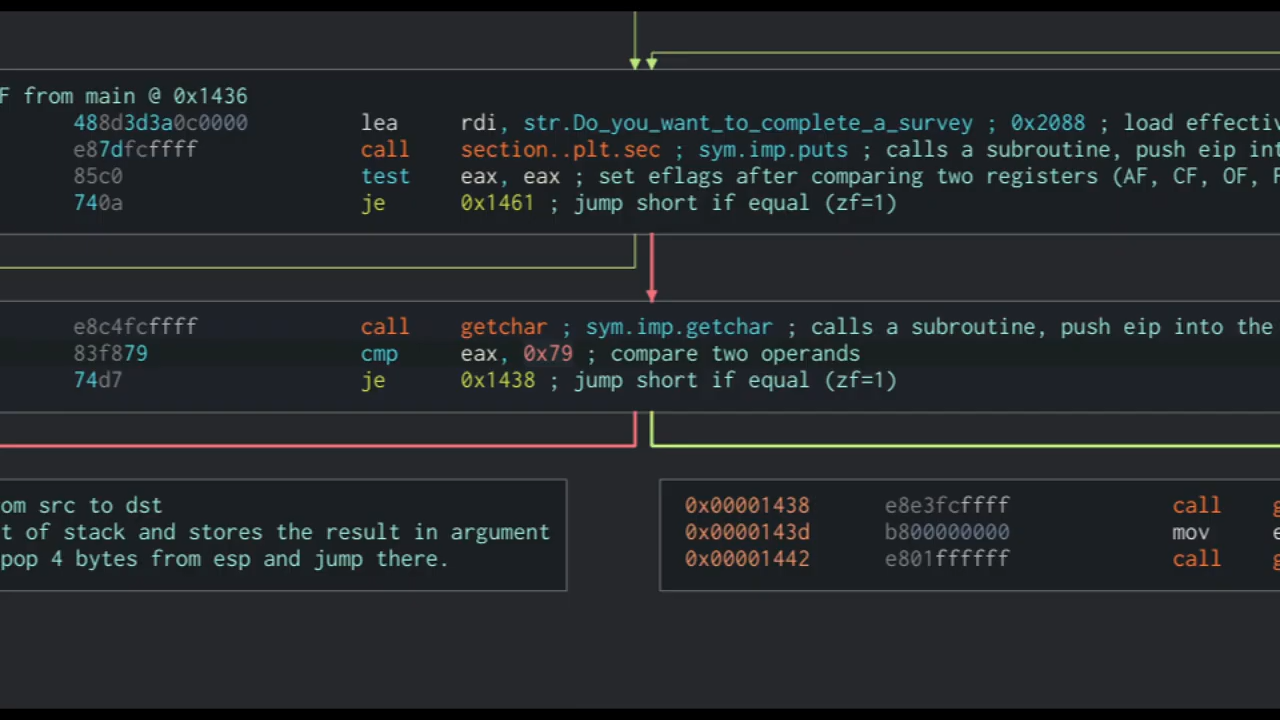 F from main @ 0x1436
488d3d3a0c0000 lea rdi, str.Do_you_want_to_complete_a_survey ; 0x2088 ; load effectiv
e87dfcffff call section..plt.sec ; sym.imp.puts ; calls a subroutine, push eip int
85c0 test eax, eax ; set eflags after comparing two registers (AF, CF, OF, P
740a je 0x1461 ; jump short if equal (zf=1)
e8c4fcffff call getchar ; sym.imp.getchar ; calls a subroutine, push eip into the
83f879 cmp eax, 0x79 ; compare two operands
74d7 je 0x1438 ; jump short if equal (zf=1)
om src to dst
t of stack and stores the result in argument
pop 4 bytes from esp and jump there.
0x00001438 e8e3fcffff call g
0x0000143d b800000000 mov e
0x00001442 e801ffffff call g